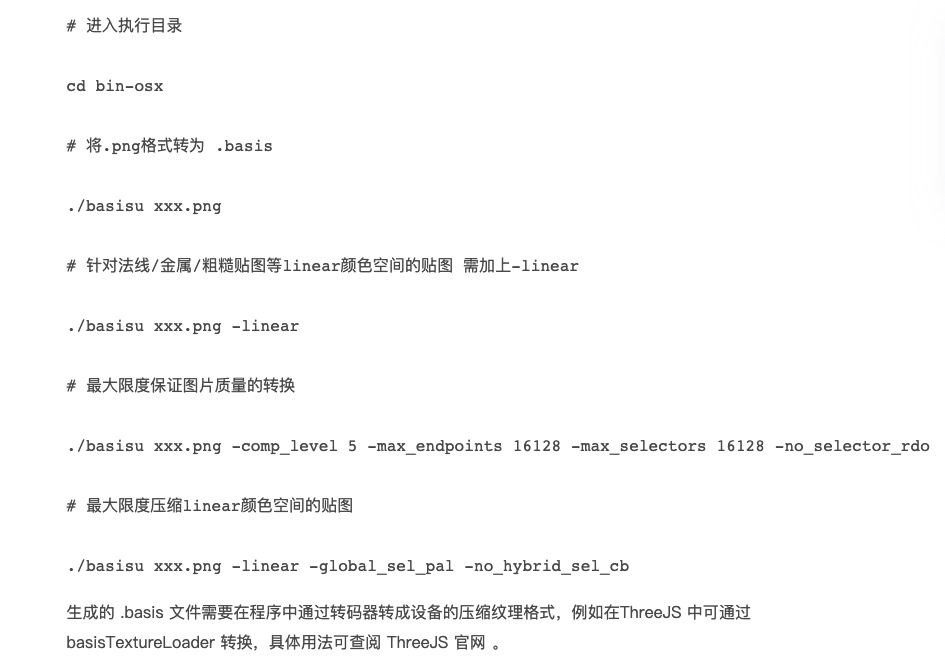 # 进入执行目录
cd bin-osx
# 将.png格式转为 .basis
./basisu xxx.png
# 针对法线/金属/粗糙贴图等linear颜色空间的贴图 需加上-linear
./basisu xxx.png -linear
# 最大限度保证图片质量的转换
./basisu xxx.png -comp_level 5 -max_endpoints 16128 -max_selectors 16128 -no_selector_rdo
# 最大限度压缩linear颜色空间的贴图
./basisu xxx.png -linear -global_sel_pal -no_hybrid_sel_cb
生成的 .basis 文件需要在程序中通过转码器转成设备的压缩纹理格式，例如在ThreeJS 中可通过
basisTextureLoader 转换，具体用法可查阅 ThreeJS 官网 。